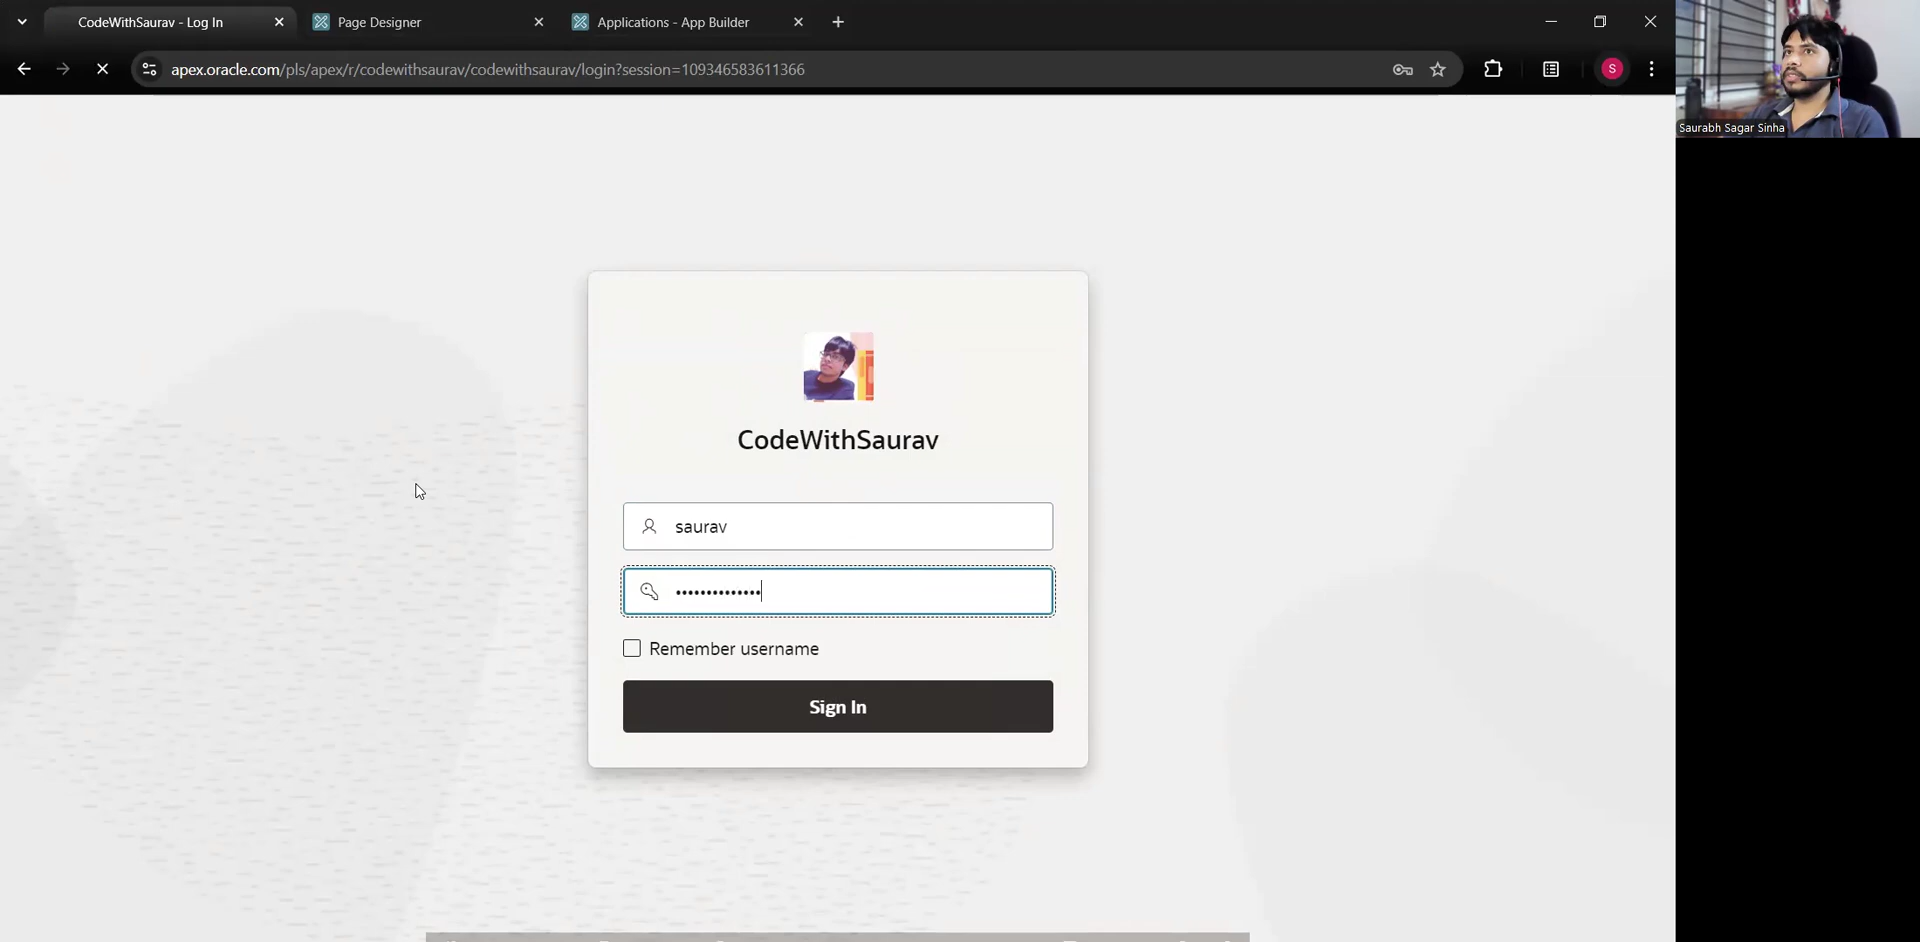 CodeWithSaurav - Log In
Page Designer
Applications - App Builder
apex.oracle.com/pls/apex/r/codewithsaurav/codewithsaurav/login?session=109346583611366
S
Saurabh Sagar Sinha
CodeWithSaurav
saurav
Remember username
Sign In